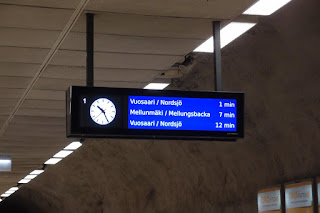 1
Vuosaari / Nordsjö 1 min
Mellunmäki / Mellungsbacka 7 min
Vuosaari / Nordsjö 12 min